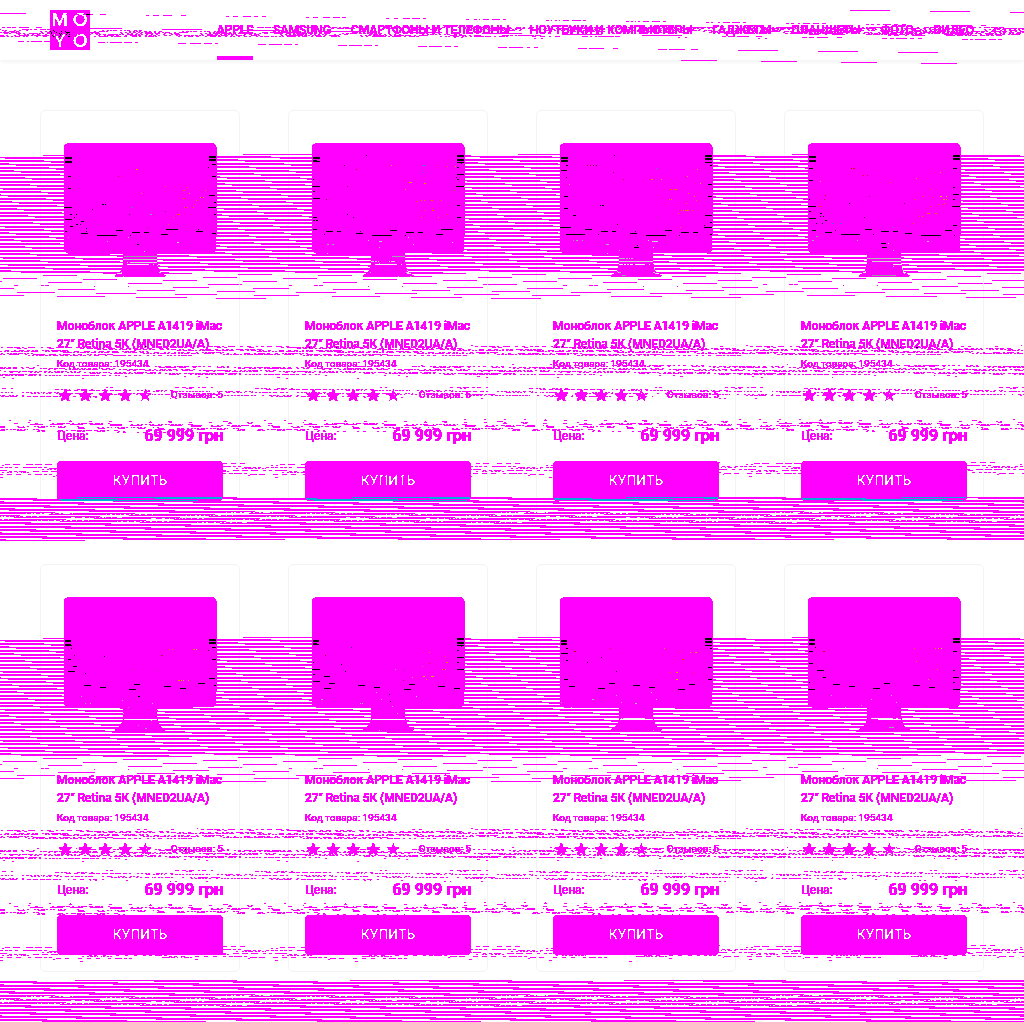 MO
YO
APPLE SAMSUNG СМАРТФОНЫ И ТЕЛЕФОНЫ НОУТБУКИ И КОМПЬЮТЕРЫ ГАДЖЕТЫ ПЛАНШЕТЫ ФОТО ВИДЕО
Моноблок APPLE A1419 iMac Моноблок APPLE A1419 iMac Моноблок APPLE A1419 iMac Моноблок APPLE A1419 iMac
27" Retina 5K (MNED2UA/A) 27" Retina 5K (MNED2UA/A) 27" Retina 5K (MNED2UA/A) 27" Retina 5K (MNED2UA/A)
Код товара: 195434 Код товара: 195434 Код товара: 195434 Код товара: 195434
Отзывов: 5 Отзывов: 5 Отзывов: 5 Отзывов: 5
Цена: 69 999 грн Цена: 69 999 грн Цена: 69 999 грн Цена: 69 999 грн
КУПИТЬ КУПИТЬ КУПИТЬ КУПИТЬ
Моноблок APPLE A1419 iMac Моноблок APPLE A1419 iMac Моноблок APPLE A1419 iMac Моноблок APPLE A1419 iMac
27" Retina 5K (MNED2UA/A) 27" Retina 5K (MNED2UA/A) 27" Retina 5K (MNED2UA/A) 27" Retina 5K (MNED2UA/A)
Код товара: 195434 Код товара: 195434 Код товара: 195434 Код товара: 195434
Отзывов: 5 Отзывов: 5 Отзывов: 5 Отзывов: 5
Цена: 69 999 грн Цена: 69 999 грн Цена: 69 999 грн Цена: 69 999 грн
КУПИТЬ КУПИТЬ КУПИТЬ КУПИТЬ